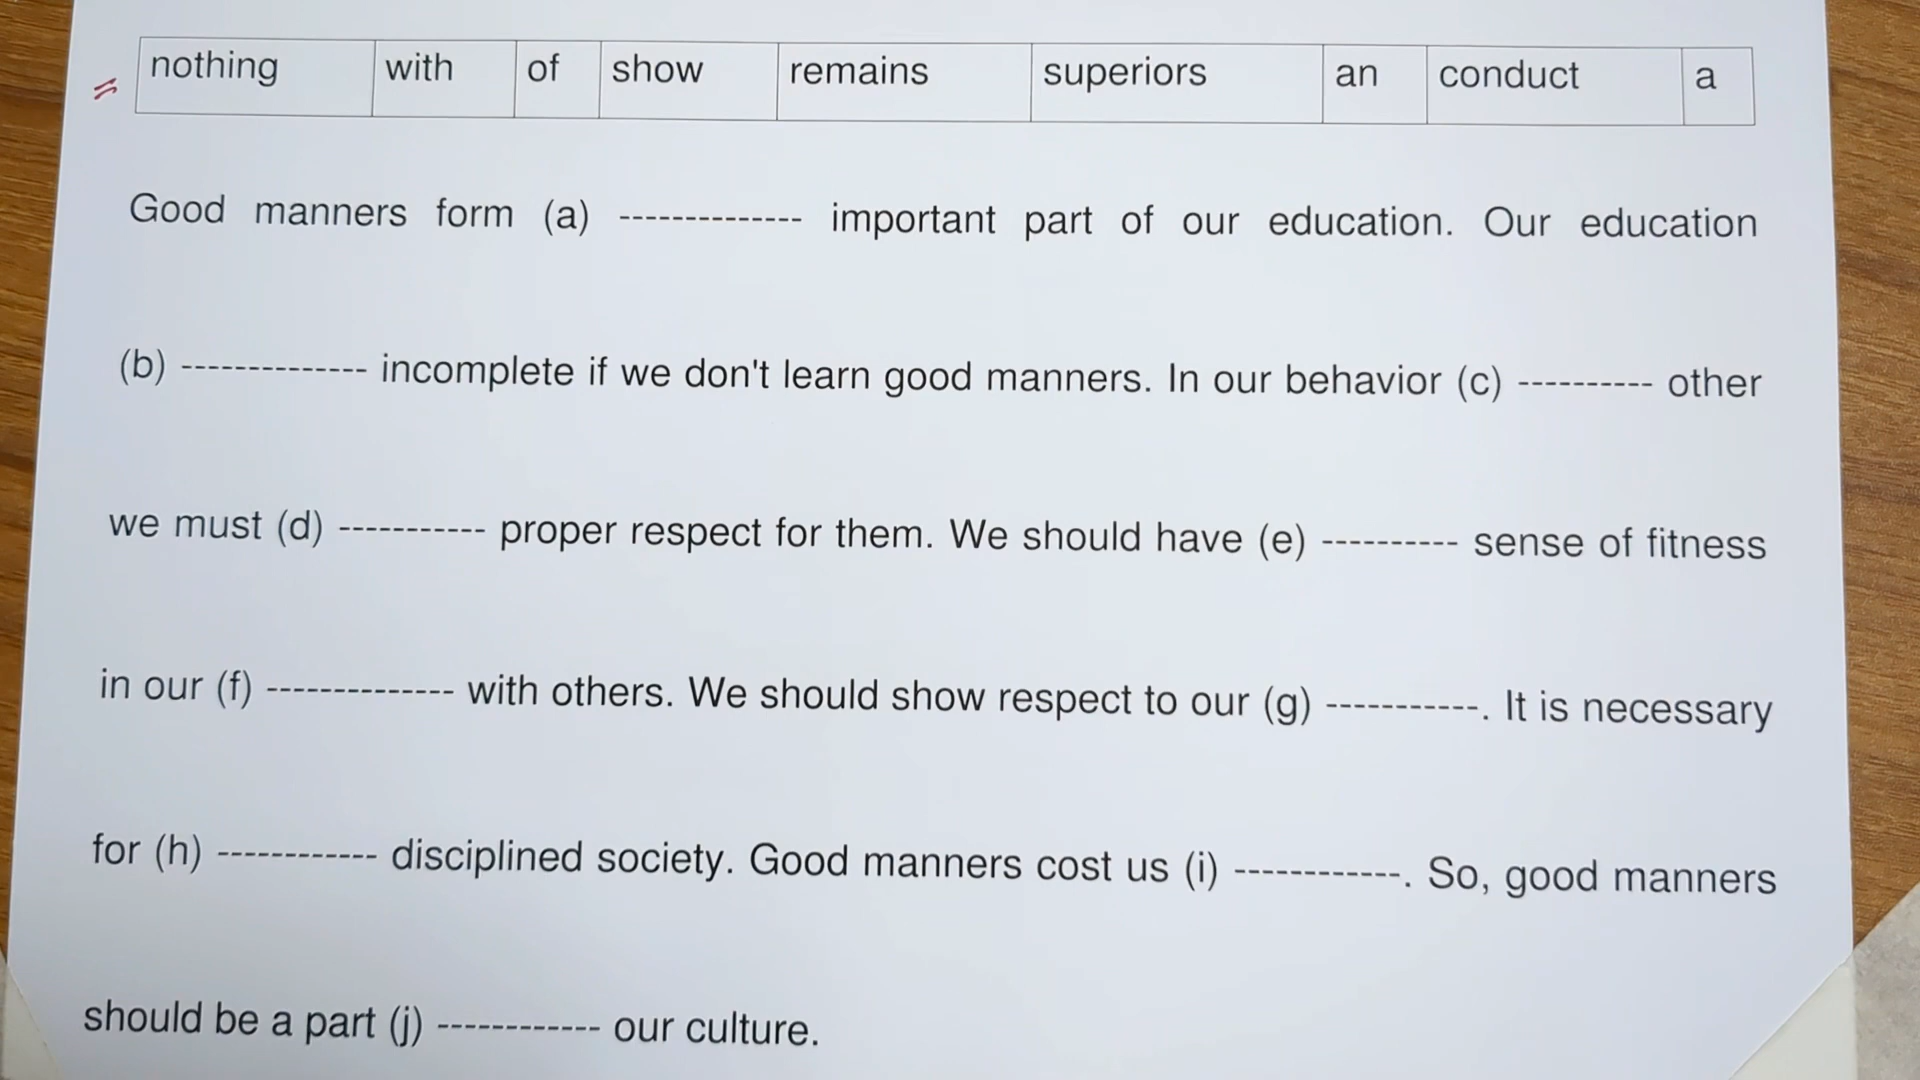 nothing with of show remains superiors an conduct a
Good manners form (a) -------------- important part of our education. Our education
(b) -------------- incomplete if we don't learn good manners. In our behavior (c) ---------- other
we must (d) ----------- proper respect for them. We should have (e) ---------- sense of fitness
in our (f) -------------- with others. We should show respect to our (g) -----------. It is necessary
for (h) ------------ disciplined society. Good manners cost us (i) ------------. So, good manners
should be a part (j) ------------ our culture.